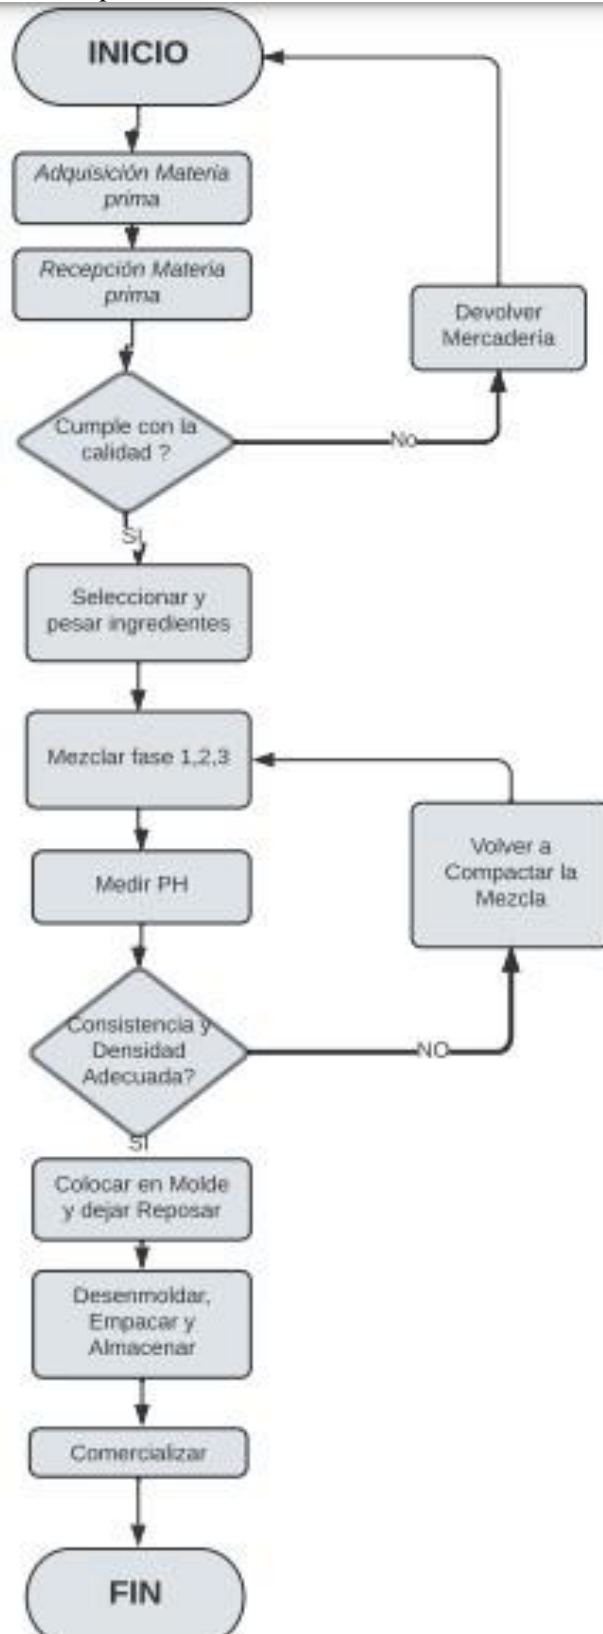 INICIO
Adquisición Materia
prima
Recepción Materia
prima
Devolver
Mercadería
Cumple con la
calidad ?
No
SI
Seleccionar y
pesar ingredientes
Mezclar fase 1,2,3
Volver a
Compactar la
Mezcla
Medir PH
Consistencia y
Densidad
Adecuada?
NO
SI
Colocar en Molde
y dejar Reposar
Desenmoldar,
Empacar y
Almacenar
Comercializar
FIN